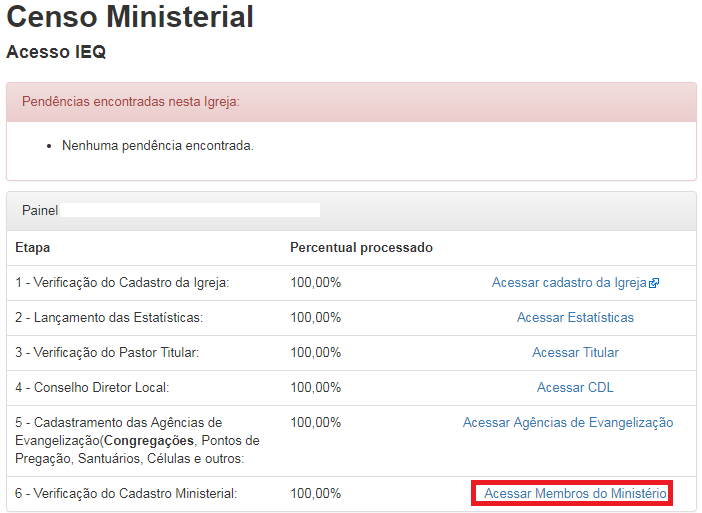 Censo Ministerial
Acesso IEQ
Pendências encontradas nesta Igreja:
Nenhuma pendência encontrada.
Painel
Etapa Percentual processado
1 - Verificação do Cadastro da Igreja: 100,00% Acessar cadastro da Igreja
2 - Lançamento das Estatísticas: 100,00% Acessar Estatísticas
3 - Verificação do Pastor Titular: 100,00% Acessar Titular
4 - Conselho Diretor Local: 100,00% Acessar CDL
5 - Cadastramento das Agências de 100,00% Acessar Agências de Evangelização
Evangelização(Congregações, Pontos de
Pregação, Santuários, Células e outros:
6 - Verificação do Cadastro Ministerial: 100,00% Acessar Membros do Ministério